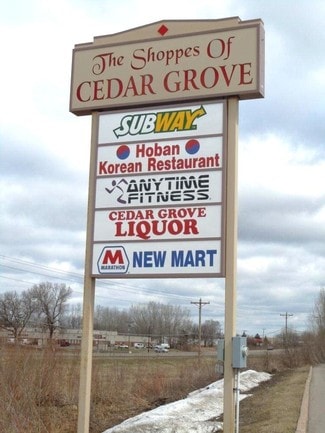 The Shoppes Of
CEDAR GROVE
SUBWAY
Hoban
Korean Restaurant
ANYTIME
FITNESS
CEDAR GROVE
LIQUOR
M
MARATHON
NEW MART